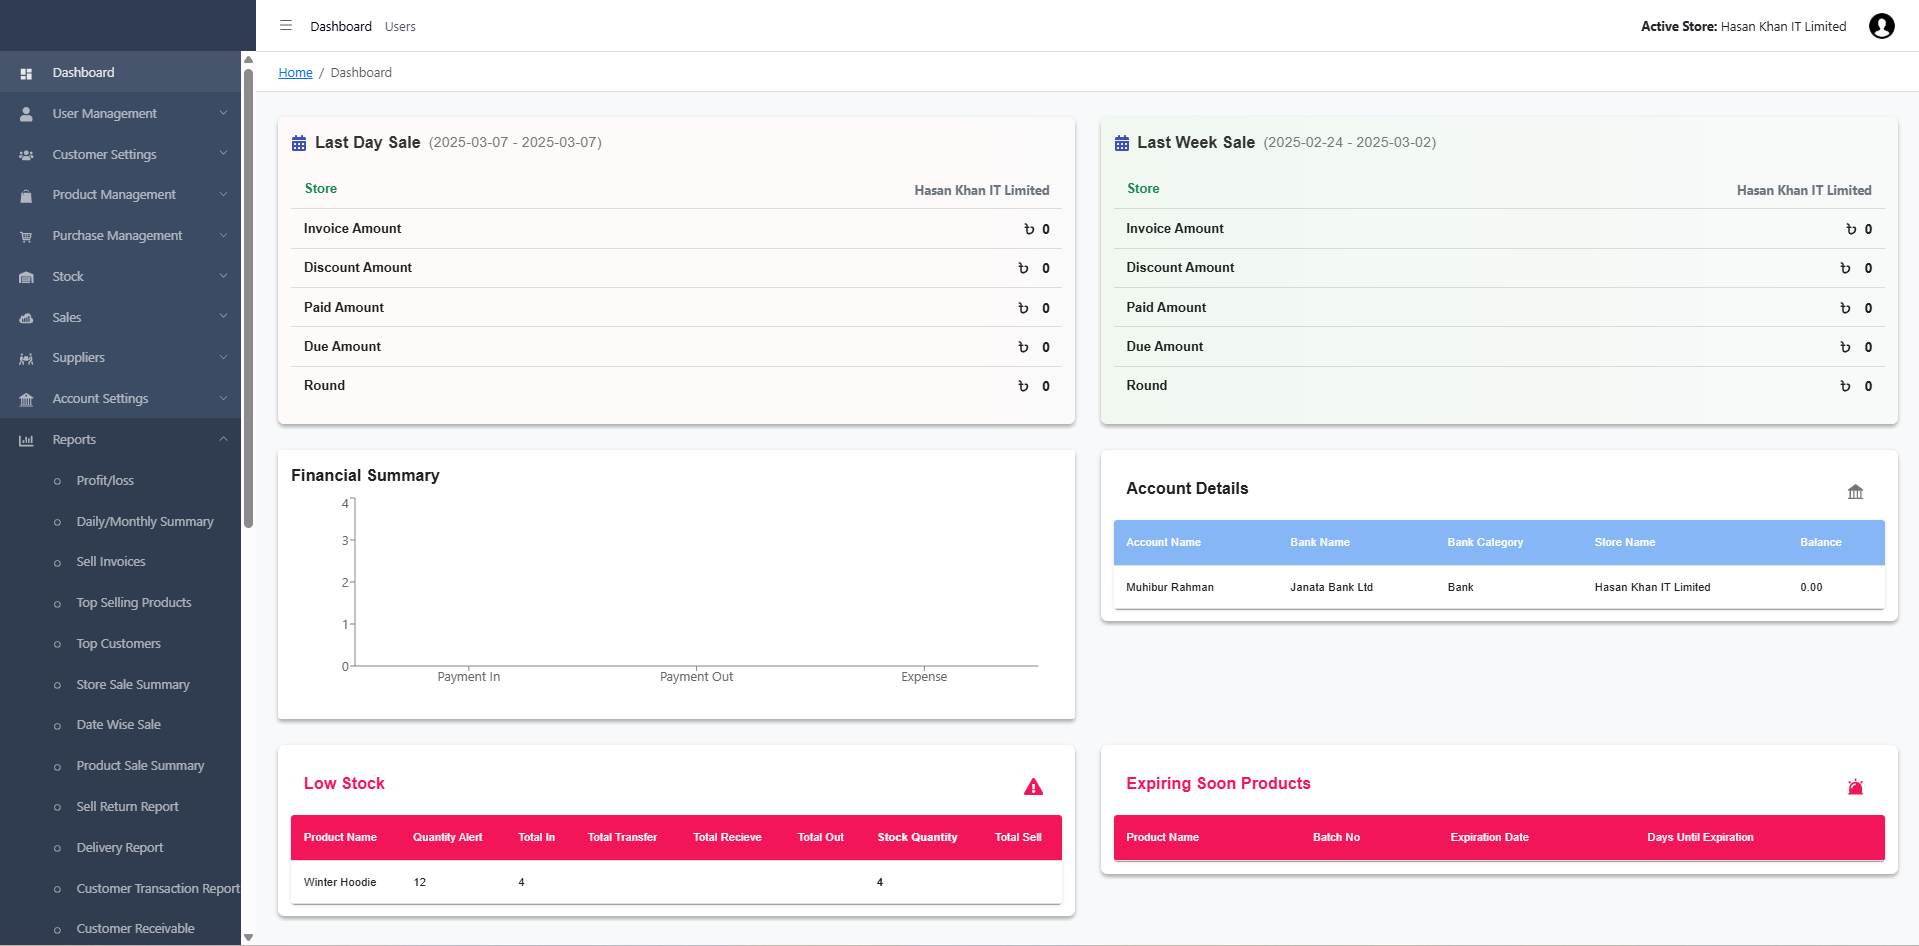 Dashboard Users
Active Store: Hasan Khan IT Limited
Home / Dashboard
Dashboard
User Management
Customer Settings
Product Management
Purchase Management
Stock
Sales
Suppliers
Account Settings
Reports
Profit/loss
Daily/Monthly Summary
Sell Invoices
Top Selling Products
Top Customers
Store Sale Summary
Date Wise Sale
Product Sale Summary
Sell Return Report
Delivery Report
Customer Transaction Report
Customer Receivable
Last Day Sale (2025-03-07 - 2025-03-07)
Store Hasan Khan IT Limited
Invoice Amount ৳ 0
Discount Amount ৳ 0
Paid Amount ৳ 0
Due Amount ৳ 0
Round ৳ 0
Last Week Sale (2025-02-24 - 2025-03-02)
Store Hasan Khan IT Limited
Invoice Amount ৳ 0
Discount Amount ৳ 0
Paid Amount ৳ 0
Due Amount ৳ 0
Round ৳ 0
Financial Summary
4
3
2
1
0
Payment In Payment Out Expense
Account Details
Account Name Bank Name Bank Category Store Name Balance
Muhibur Rahman Janata Bank Ltd Bank Hasan Khan IT Limited 0.00
Low Stock
Product Name Quantity Alert Total In Total Transfer Total Recieve Total Out Stock Quantity Total Sell
Winter Hoodie 12 4 4
Expiring Soon Products
Product Name Batch No Expiration Date Days Until Expiration